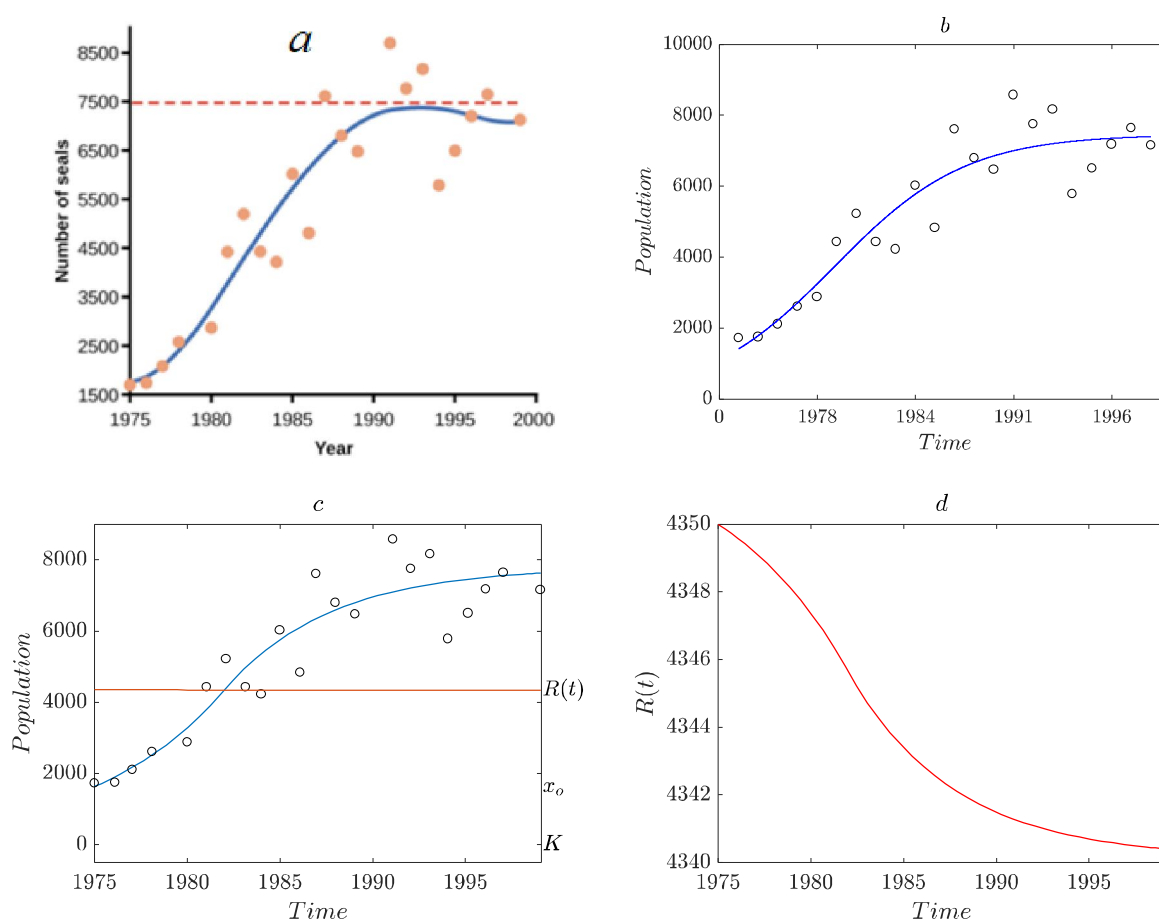 a
8500
7500
6500
5500
4500
3500
2500
1500
Number of seals
1975 1980 1985 1990 1995 2000
Year
b
10000
8000
6000
4000
2000
0
Population
0 1978 1984 1991 1996
Time
c
8000
6000
4000
2000
0
Population
R(t)
x₀
K
1975 1980 1985 1990 1995
Time
d
4350
4348
4346
4344
4342
4340
R(t)
1975 1980 1985 1990 1995
Time